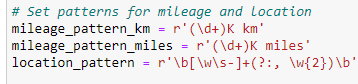 # Set patterns for mileage and location
mileage_pattern_km = r'(\d+)K km'
mileage_pattern_miles = r'(\d+)K miles'
location_pattern = r'\b[\w\s-]+(?:, \w{2})\b'